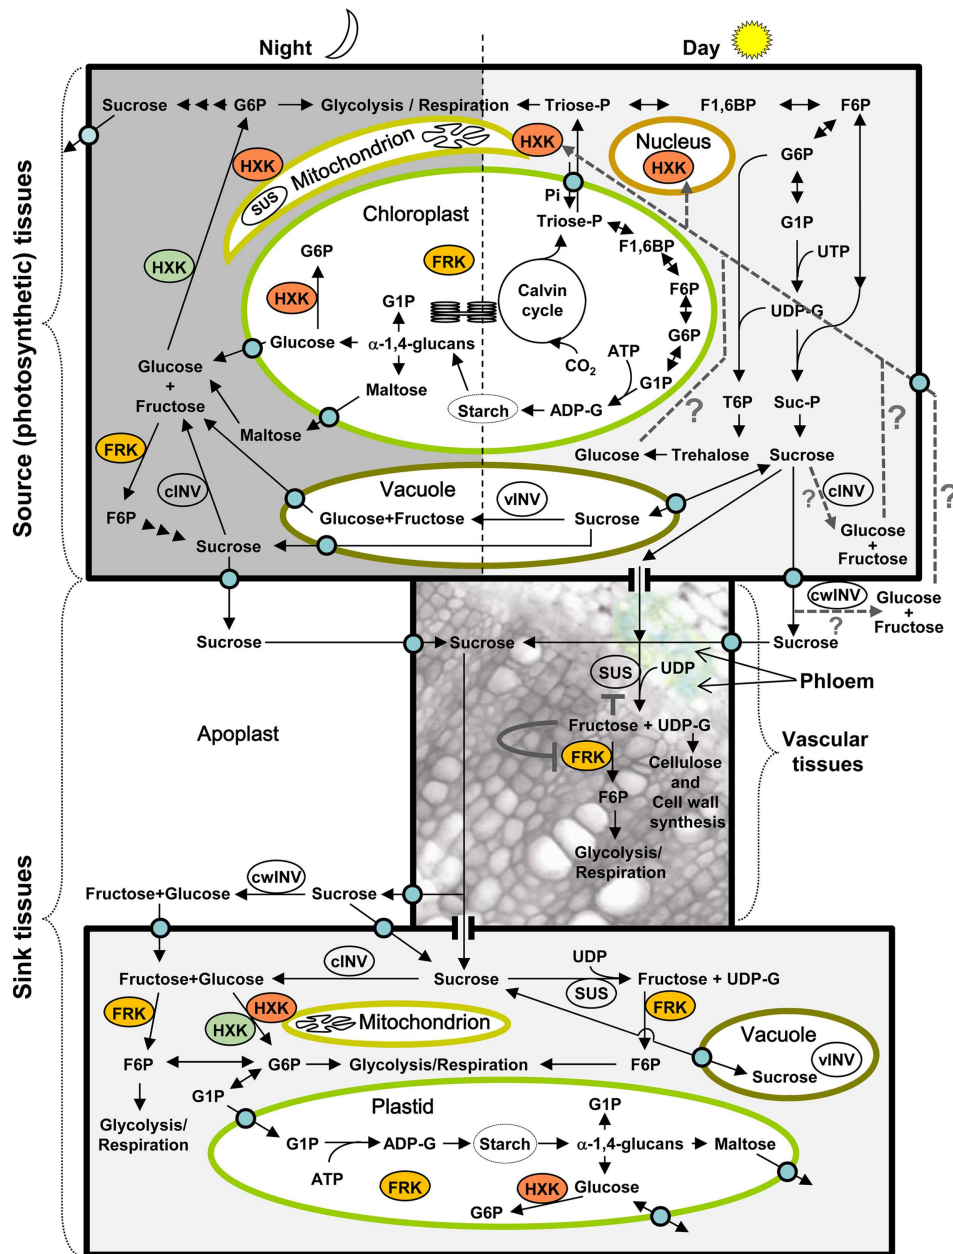 Night
Day
Source (photosynthetic) tissues
Sucrose
G6P
Glycolysis / Respiration
Triose-P
F1,6BP
F6P
HXK
Mitochondrion
SUS
HXK
Nucleus
HXK
G6P
Pi
Chloroplast
Triose-P
G1P
G6P
FRK
F1,6BP
UTP
HXK
HXK
F6P
Calvin
cycle
G1P
UDP-G
G6P
Glucose
α-1,4-glucans
ATP
CO2
Glucose
+
Fructose
G1P
Maltose
T6P
Suc-P
Starch
ADP-G
?
?
Maltose
FRK
Glucose
Trehalose
Sucrose
cINV
Vacuole
vINV
?
cINV
?
F6P
Glucose+Fructose
Sucrose
Glucose
+
Fructose
Sucrose
cwINV
Glucose
+
Fructose
?
Sucrose
Sucrose
Sucrose
SUS
UDP
Phloem
Apoplast
Fructose + UDP-G
Vascular
tissues
FRK
Cellulose
and
Cell wall
synthesis
F6P
Glycolysis/
Respiration
Sink tissues
cwINV
Fructose+Glucose
Sucrose
cINV
UDP
Fructose+Glucose
Sucrose
Fructose + UDP-G
SUS
FRK
HXK
HXK
FRK
Mitochondrion
Vacuole
vINV
Sucrose
F6P
G6P
Glycolysis/Respiration
F6P
G1P
Plastid
G1P
Glycolysis/
Respiration
G1P
ADP-G
Starch
α-1,4-glucans
Maltose
ATP
FRK
HXK
Glucose
G6P